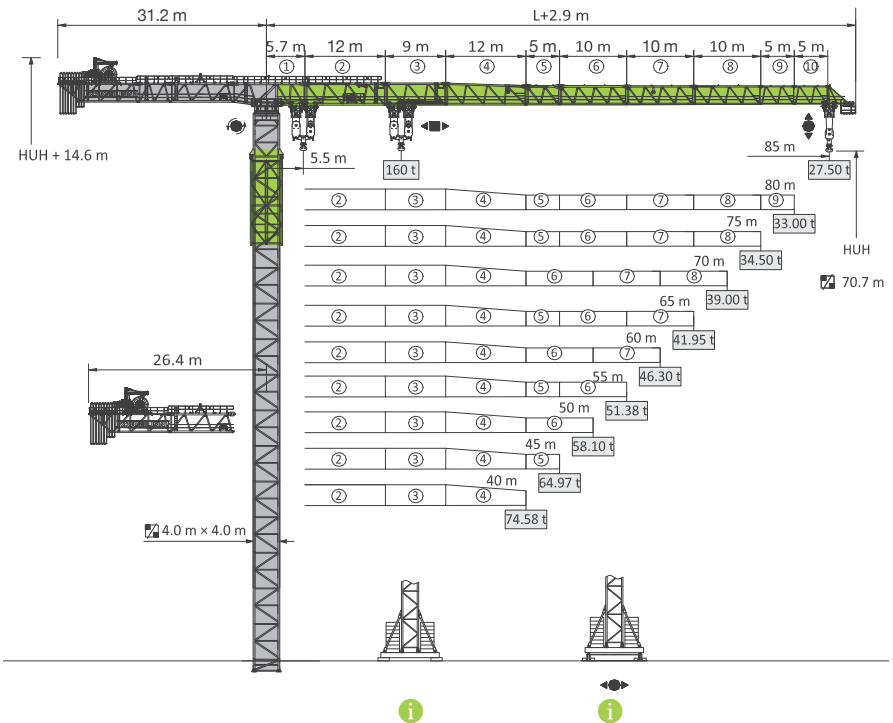 31.2 m
L+2.9 m
5.7 m 12 m 9 m 12 m 5 m 10 m 10 m 10 m 5 m 5 m
1 2 3 4 5 6 7 8 9 10
HUH + 14.6 m
5.5 m
160 t
85 m
27.50 t
80 m
2 3 4 5 6 7 8 9
33.00 t
75 m
2 3 4 5 6 7 8
34.50 t
HUH
70.7 m
70 m
2 3 4 6 7 8
39.00 t
65 m
2 3 4 5 6 7
41.95 t
60 m
2 3 4 6 7
46.30 t
26.4 m
55 m
2 3 4 5 6
51.38 t
50 m
2 3 4 6
58.10 t
45 m
2 3 4 5
64.97 t
40 m
2 3 4
74.58 t
4.0 m × 4.0 m
i i